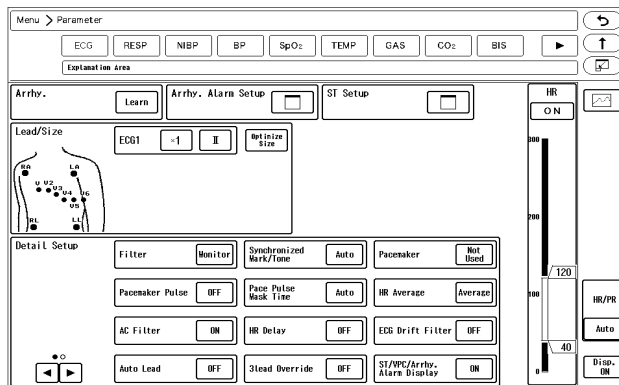 Menu > Parameter
ECG RESP NIBP BP SpO₂ TEMP GAS CO₂ BIS
Explanation Area
Arrhy. Learn
Arrhy. Alarm Setup
ST Setup
HR
ON
Lead/Size
ECG1 ×1 Ⅱ
Optimize
Size
RA LA
V V2 V3 V4 V6
V5
RL LL
300
200
120
100
40
0
Detail Setup
Filter Monitor
Synchronized
Mark/Tone Auto
Pacemaker Not
Used
Pacemaker Pulse OFF
Pace Pulse
Mask Time Auto
HR Average Average
AC Filter ON
HR Delay OFF
ECG Drift Filter OFF
Auto Lead OFF
3lead Override OFF
ST/VPC/Arrhy.
Alarm Display ON
HR/PR
Auto
Disp.
ON